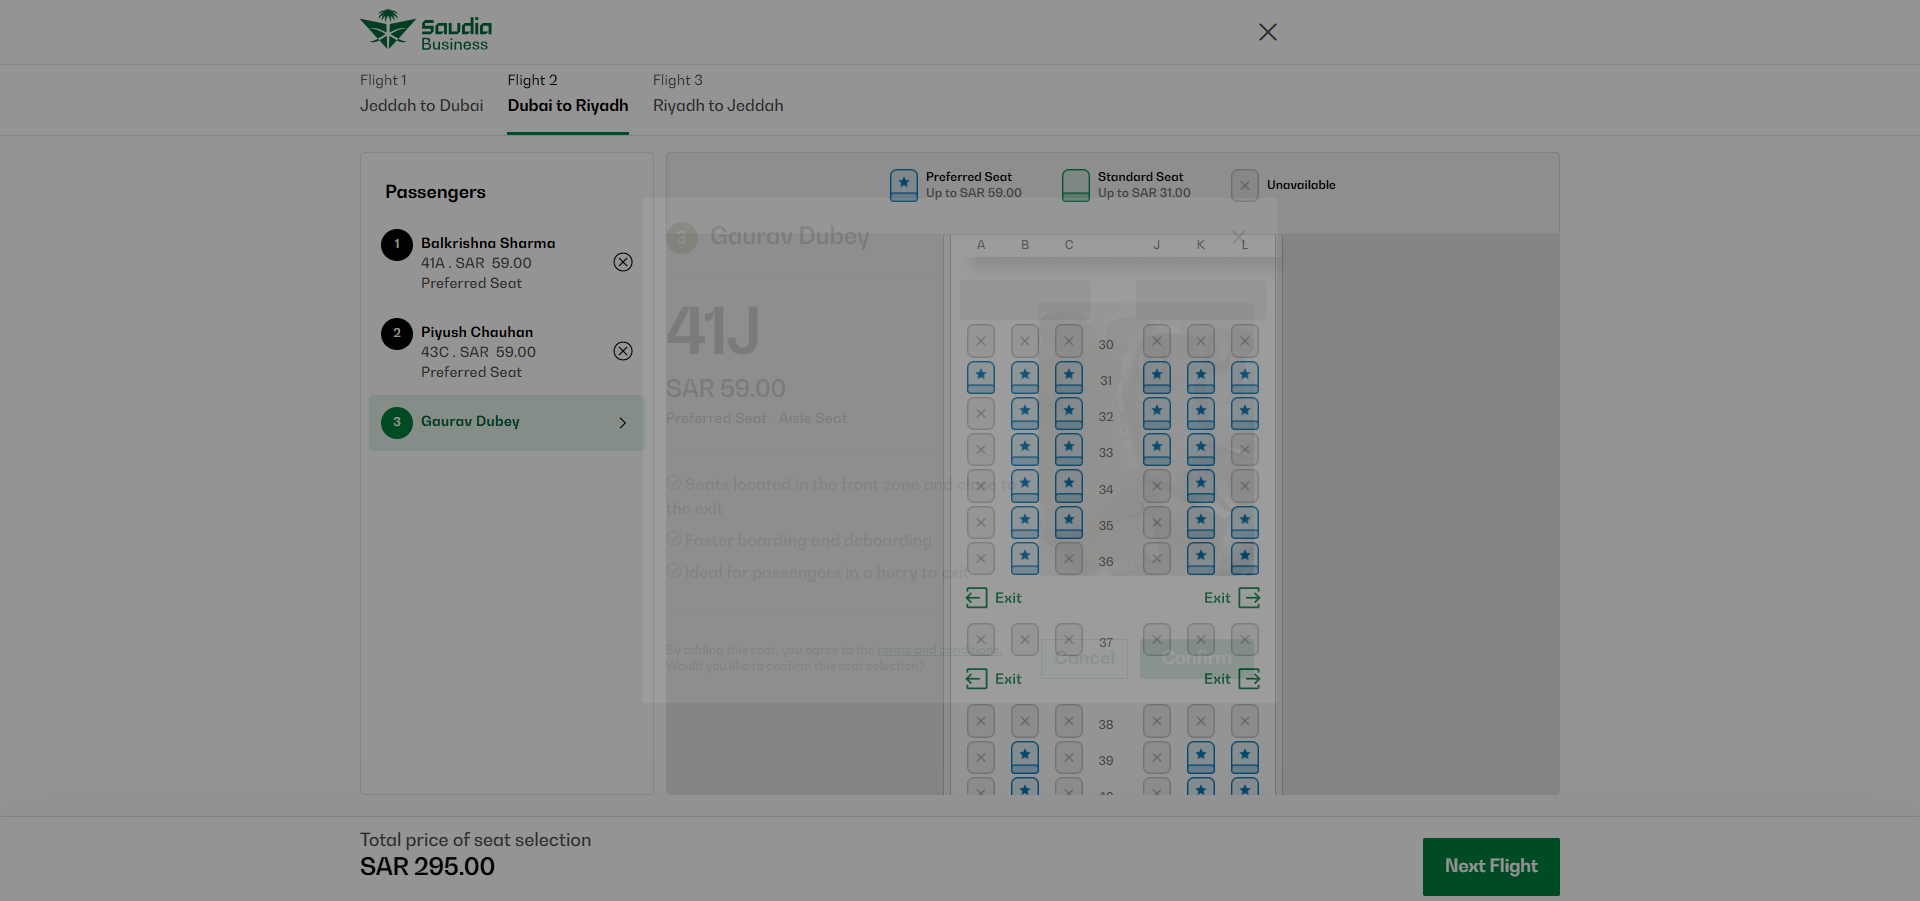 Saudia
Business
Flight 1
Jeddah to Dubai
Flight 2
Dubai to Riyadh
Flight 3
Riyadh to Jeddah
Passengers
1
Balkrishna Sharma
41A . SAR 59.00
Preferred Seat
2
Piyush Chauhan
43C . SAR 59.00
Preferred Seat
3
Gaurav Dubey
Preferred Seat
Up to SAR 59.00
Standard Seat
Up to SAR 31.00
Unavailable
3 Gaurav Dubey
41J
SAR 59.00
Preferred Seat - Aisle Seat
Seats located in the front zone and close to
the exit
Faster boarding and deboarding
Ideal for passengers in a hurry to exit
By adding this seat, you agree to the terms and conditions.
Would you like to confirm this seat selection?
Cancel
Confirm
A B C J K L
30
31
32
33
34
35
36
Exit Exit
37
Exit Exit
38
39
Total price of seat selection
SAR 295.00
Next Flight